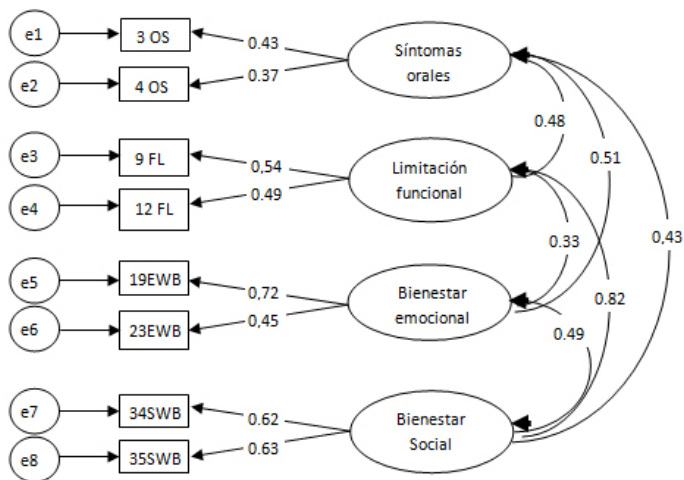 e1
3 OS
0.43
Síntomas
orales
e2
4 OS
0.37
0.48
0.51
e3
9 FL
0,54
Limitación
funcional
e4
12 FL
0.49
0.33
0,43
e5
19EWB
0,72
Bienestar
emocional
0.82
e6
23EWB
0.45
0.49
e7
34SWB
0.62
Bienestar
Social
e8
35SWB
0.63